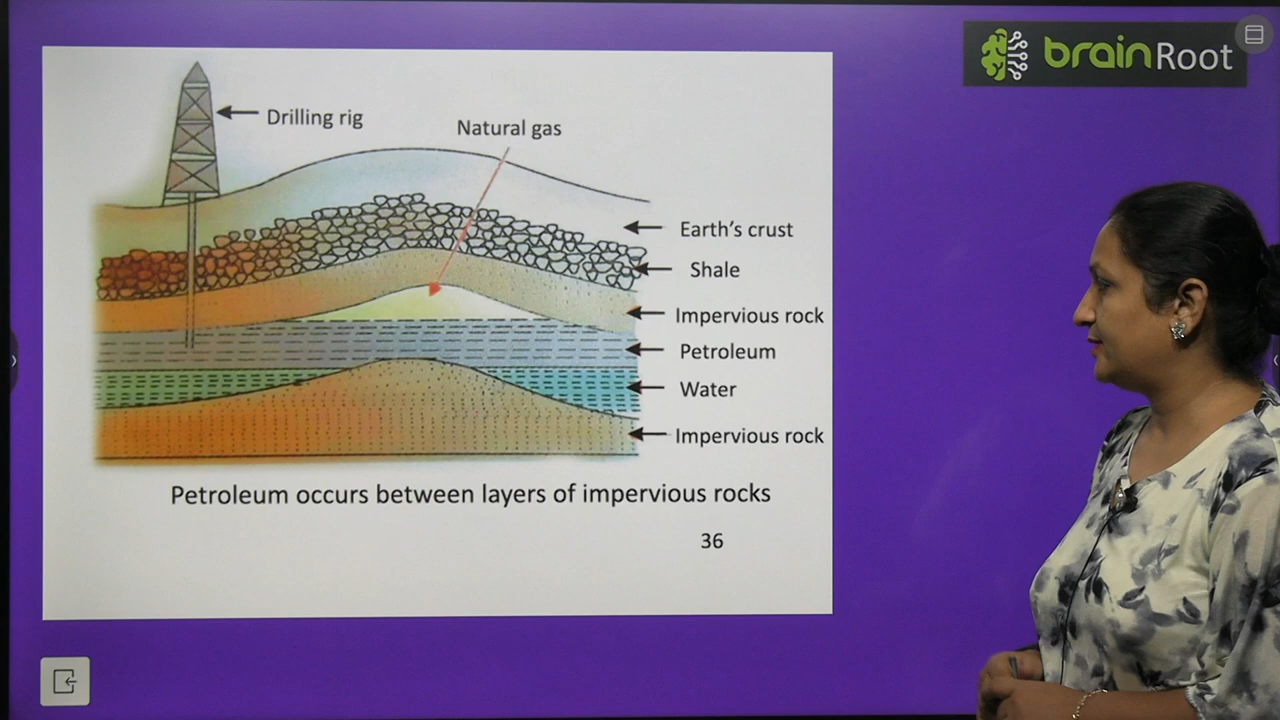 brainRoot
Drilling rig
Natural gas
Earth's crust
Shale
Impervious rock
Petroleum
Water
Impervious rock
Petroleum occurs between layers of impervious rocks
36